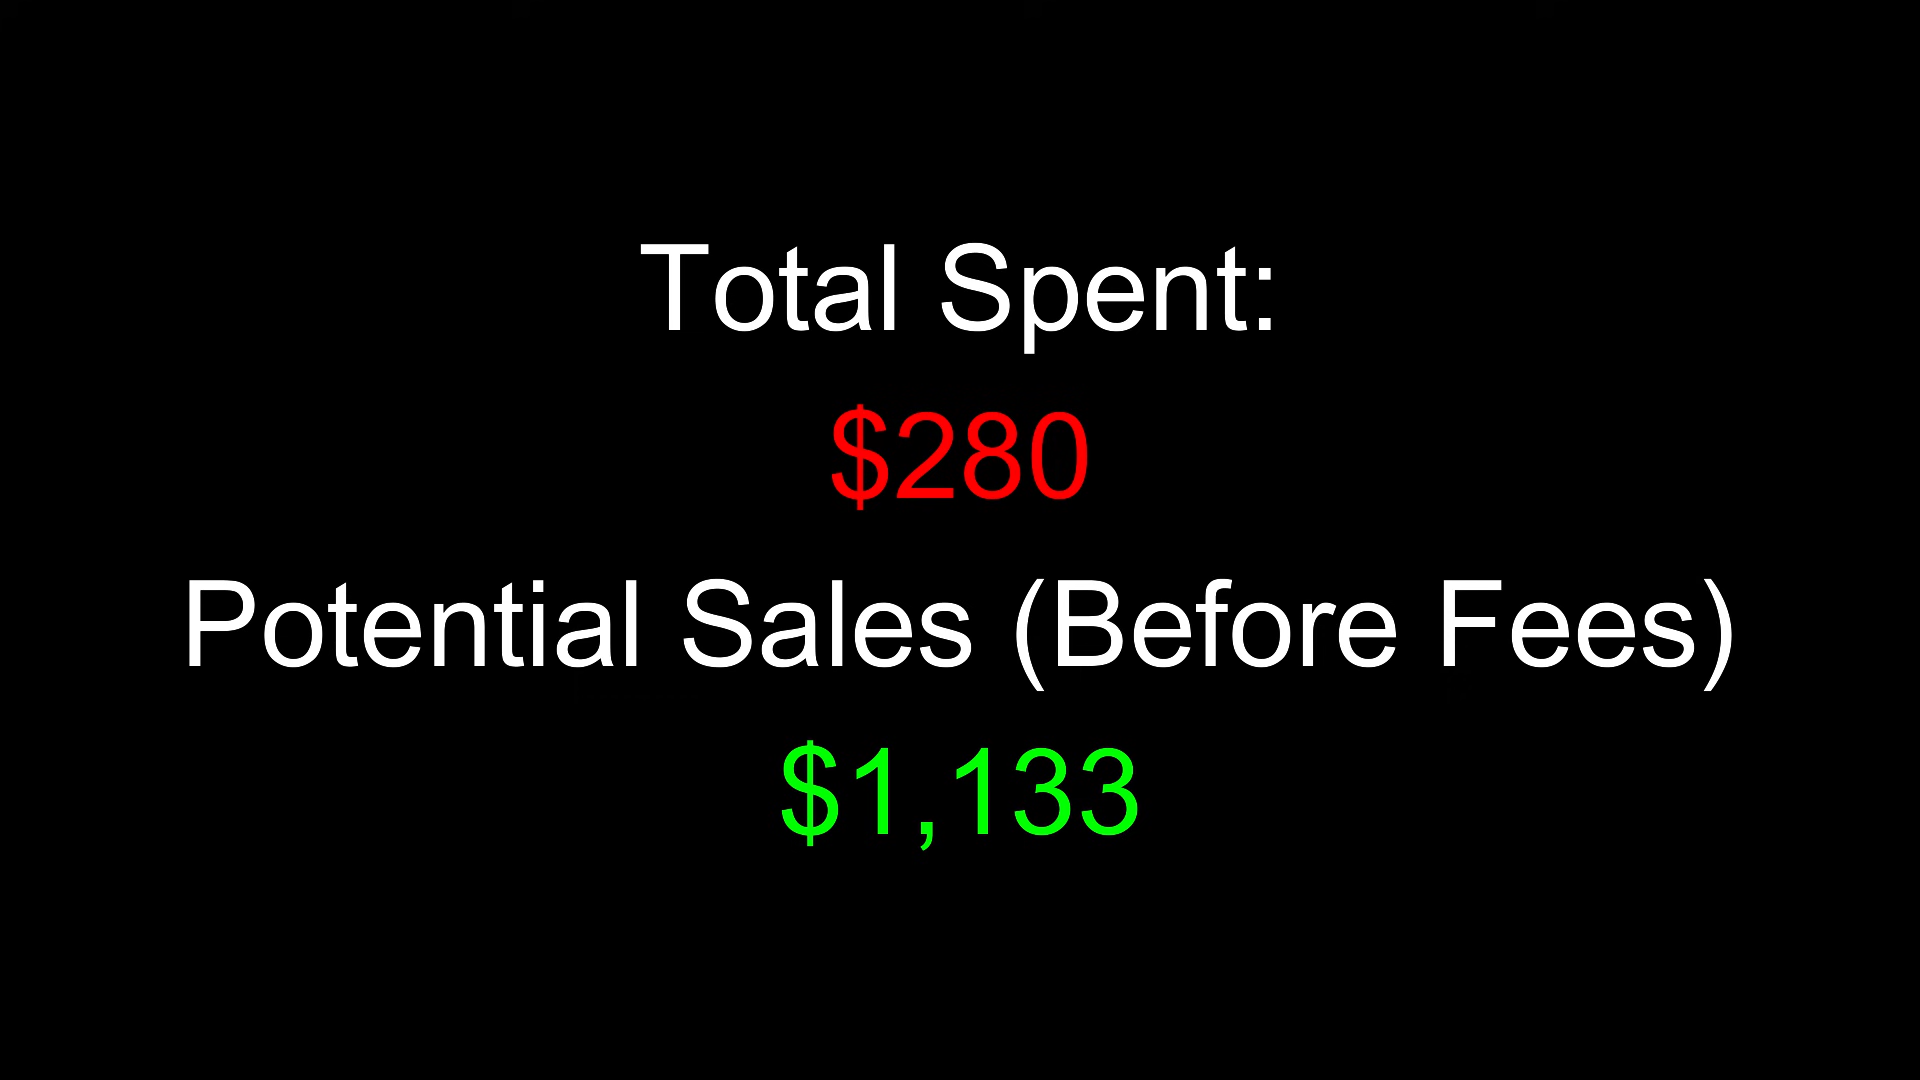 Total Spent:
$280
Potential Sales (Before Fees)
$1,133